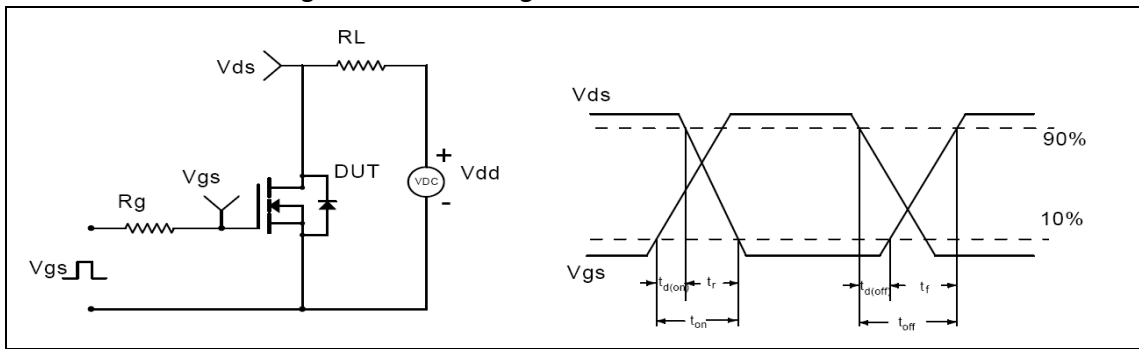 RL
Vds
Vgs
Rg
DUT
+
VDC
Vdd
-
Vgs
Vds
90%
10%
Vgs
td(on)
tr
td(off)
tf
ton
toff